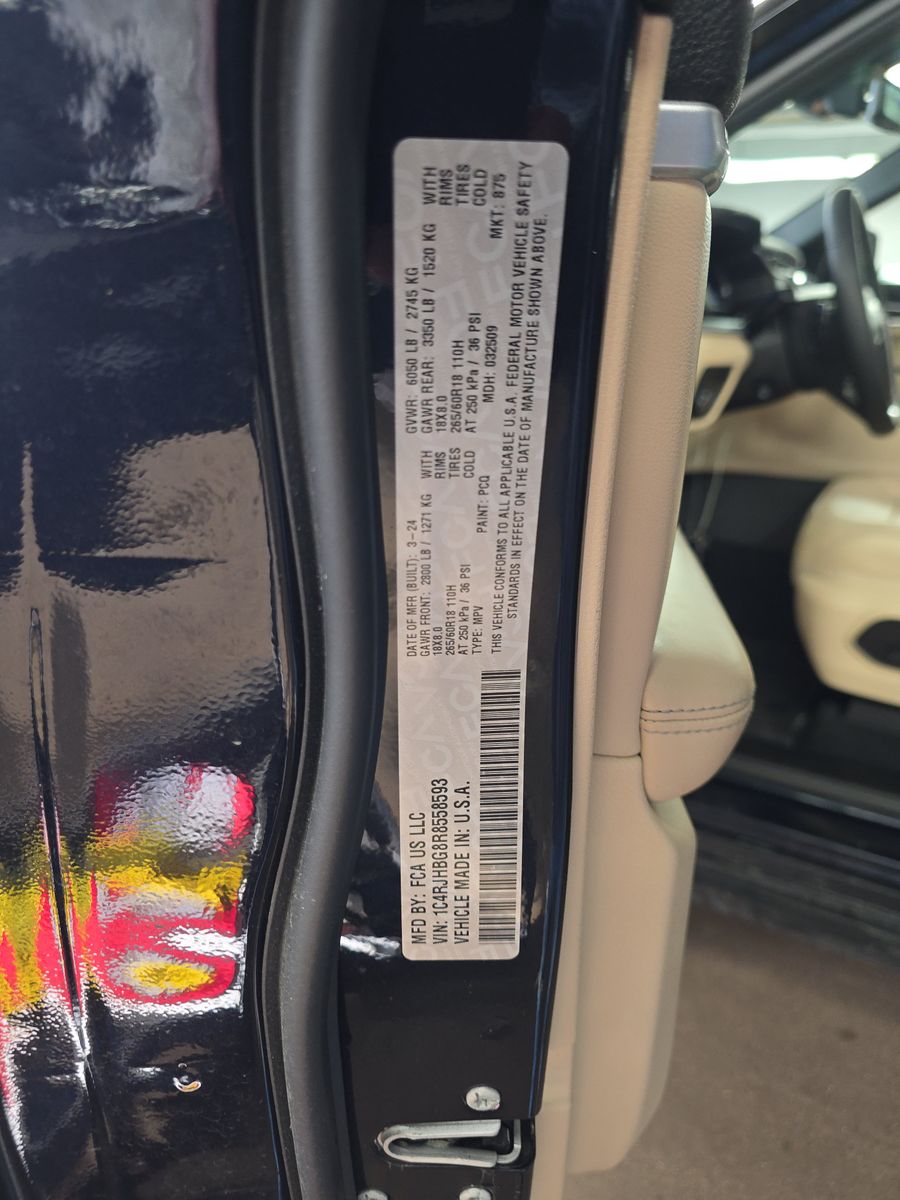 MFD BY: FCA US LLC
VIN: 1C4RJHBG8R8558593
VEHICLE MADE IN: U.S.A.
DATE OF MFR (BUILT): 3-24
GVWR: 6050 LB / 2745 KG
GAWR FRONT: 2800 LB / 1271 KG WITH
GAWR REAR: 3350 LB / 1520 KG WITH
18X8.0 RIMS
18X8.0 RIMS
265/60R18 110H TIRES
265/60R18 110H TIRES
AT 250 kPa / 36 PSI COLD
AT 250 kPa / 36 PSI COLD
TYPE: MPV PAINT: PCQ MDH: 032509 MKT: 875
THIS VEHICLE CONFORMS TO ALL APPLICABLE U.S.A. FEDERAL MOTOR VEHICLE SAFETY
STANDARDS IN EFFECT ON THE DATE OF MANUFACTURE SHOWN ABOVE.